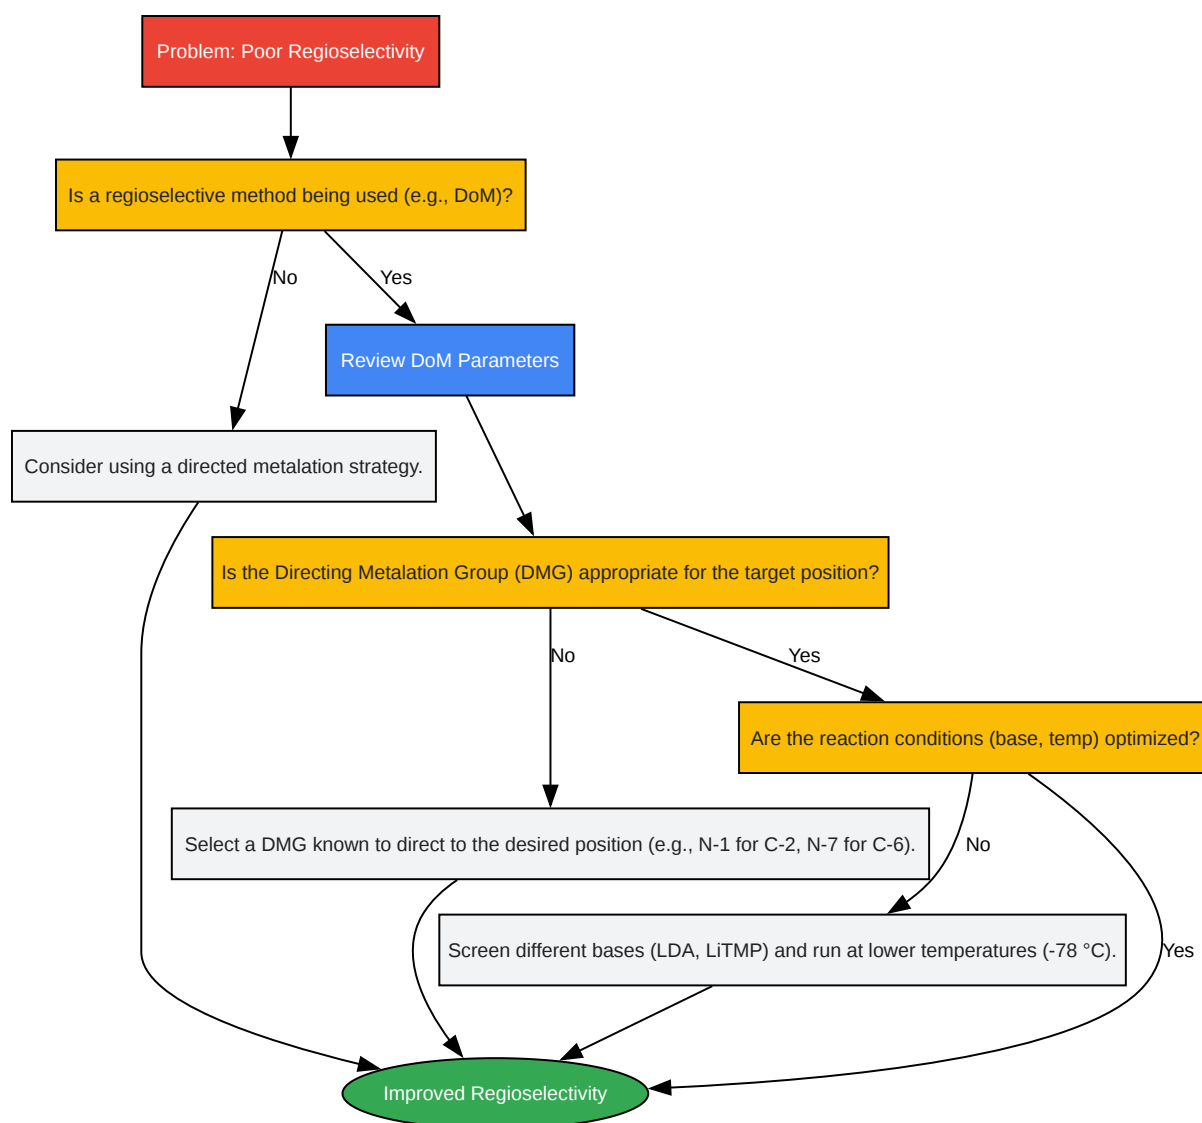 Problem: Poor Regioselectivity
Is a regioselective method being used (e.g., DoM)?
No
Yes
Review DoM Parameters
Consider using a directed metalation strategy.
Is the Directing Metalation Group (DMG) appropriate for the target position?
No
Yes
Are the reaction conditions (base, temp) optimized?
Select a DMG known to direct to the desired position (e.g., N-1 for C-2, N-7 for C-6).
No
Screen different bases (LDA, LiTMP) and run at lower temperatures (-78 °C).
Yes
Improved Regioselectivity